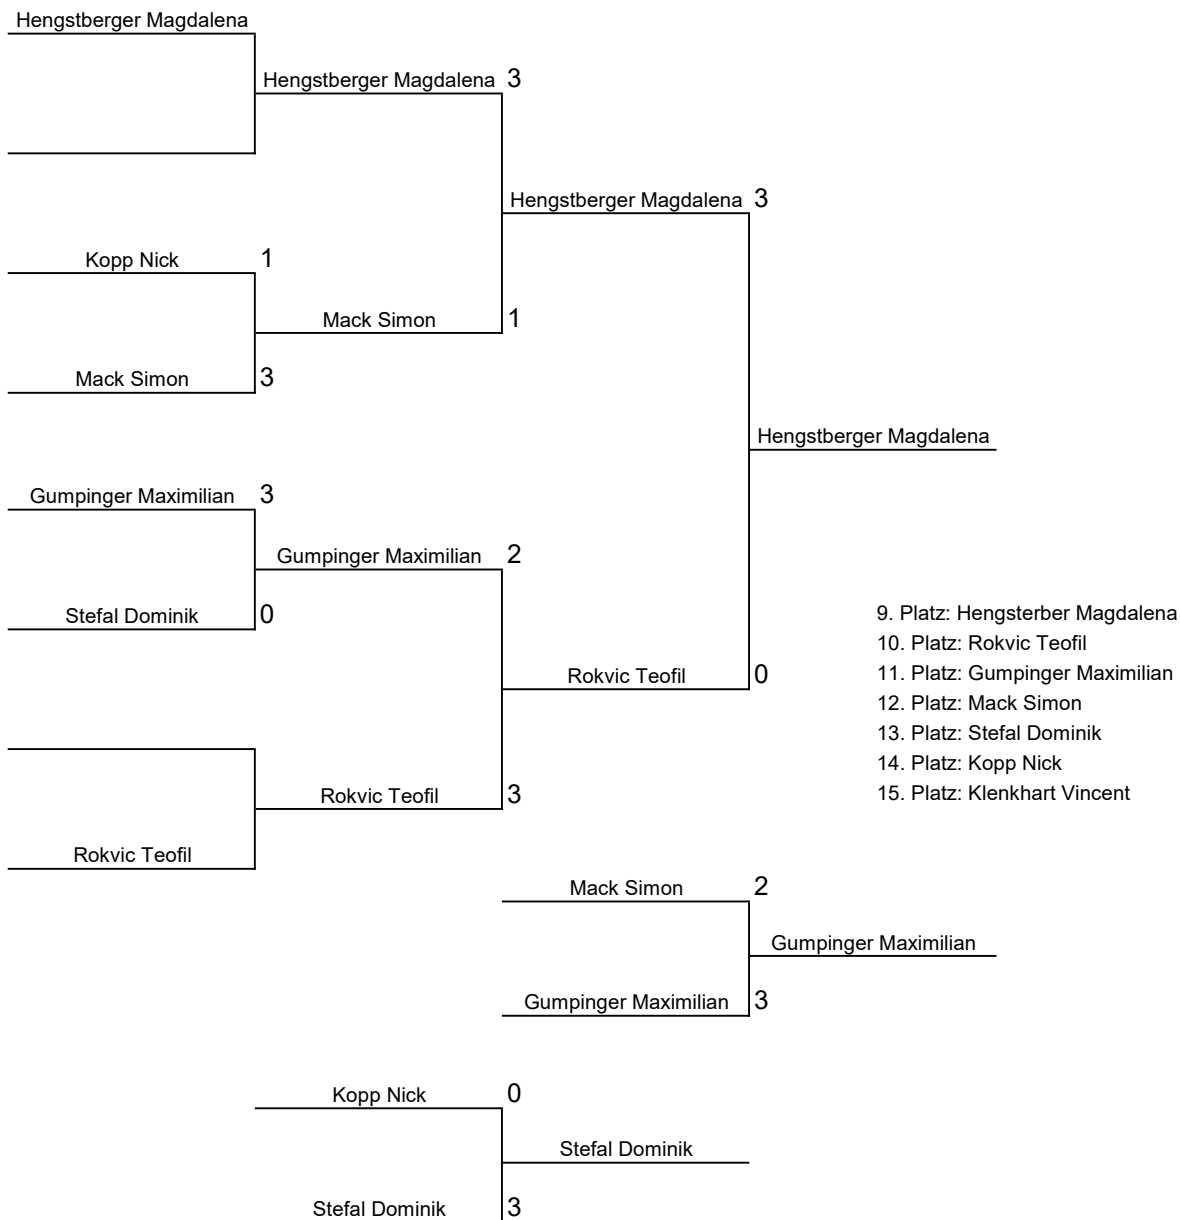 Hengstberger Magdalena
Hengstberger Magdalena 3
Hengstberger Magdalena 3
Kopp Nick 1
Mack Simon 1
Mack Simon 3
Hengstberger Magdalena
Gumpinger Maximilian 3
Gumpinger Maximilian 2
Stefal Dominik 0
Rokvic Teofil 0
Rokvic Teofil 3
Rokvic Teofil
9. Platz: Hengsterber Magdalena
10. Platz: Rokvic Teofil
11. Platz: Gumpinger Maximilian
12. Platz: Mack Simon
13. Platz: Stefal Dominik
14. Platz: Kopp Nick
15. Platz: Klenkhart Vincent
Mack Simon 2
Gumpinger Maximilian
Gumpinger Maximilian 3
Kopp Nick 0
Stefal Dominik
Stefal Dominik 3